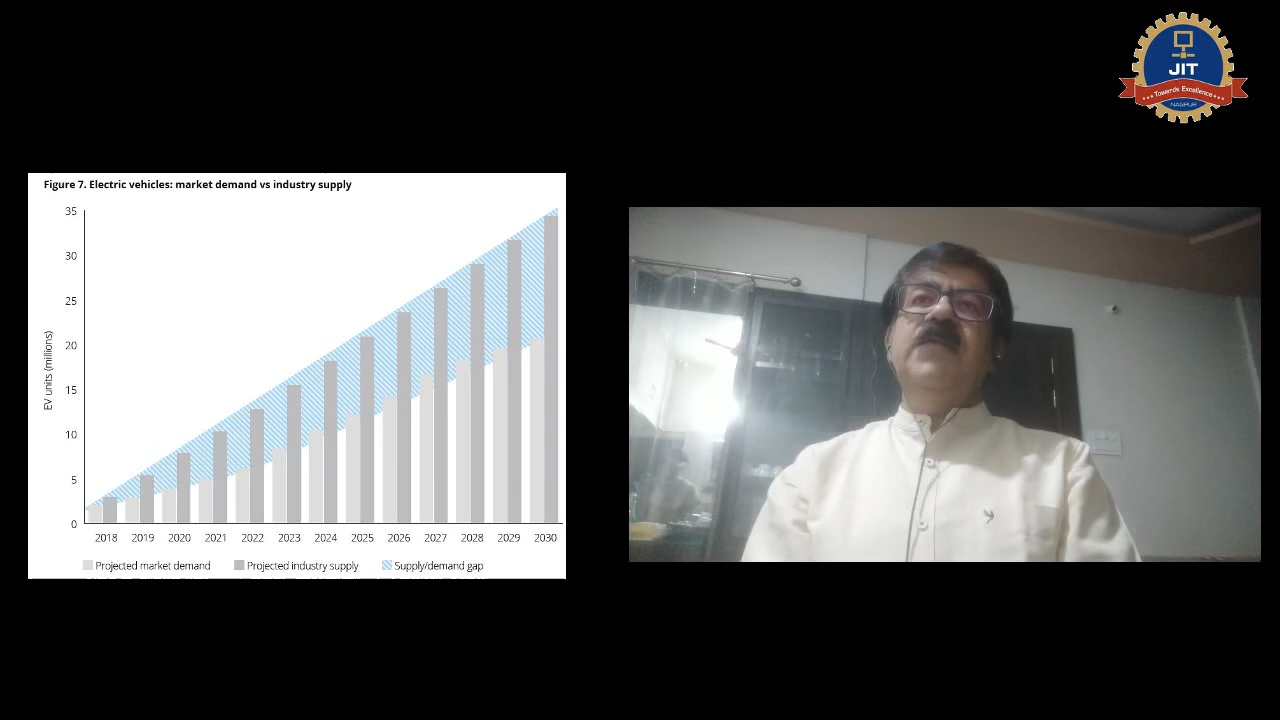 JIT
Towards Excellence
NAGPUR
Figure 7. Electric vehicles: market demand vs industry supply
EV units (millions)
35
30
25
20
15
10
5
0
2018 2019 2020 2021 2022 2023 2024 2025 2026 2027 2028 2029 2030
Projected market demand Projected industry supply Supply/demand gap